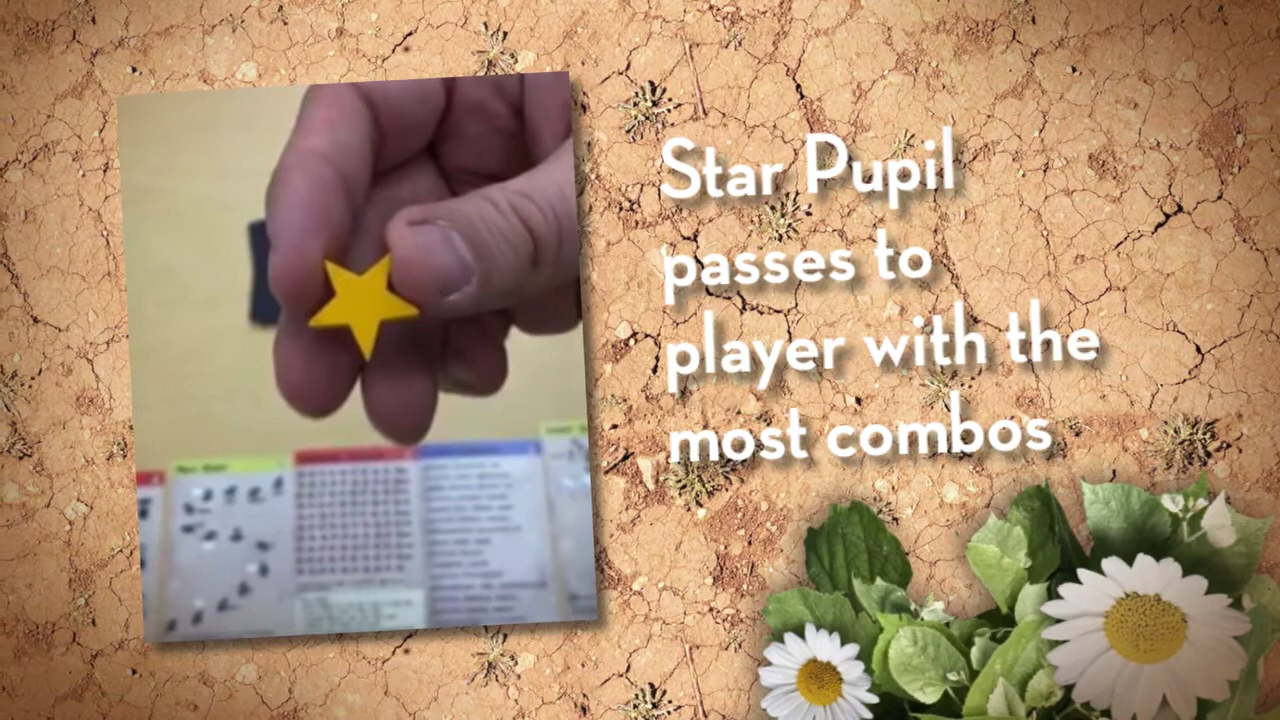 Star Pupil
passes to
player with the
most combos